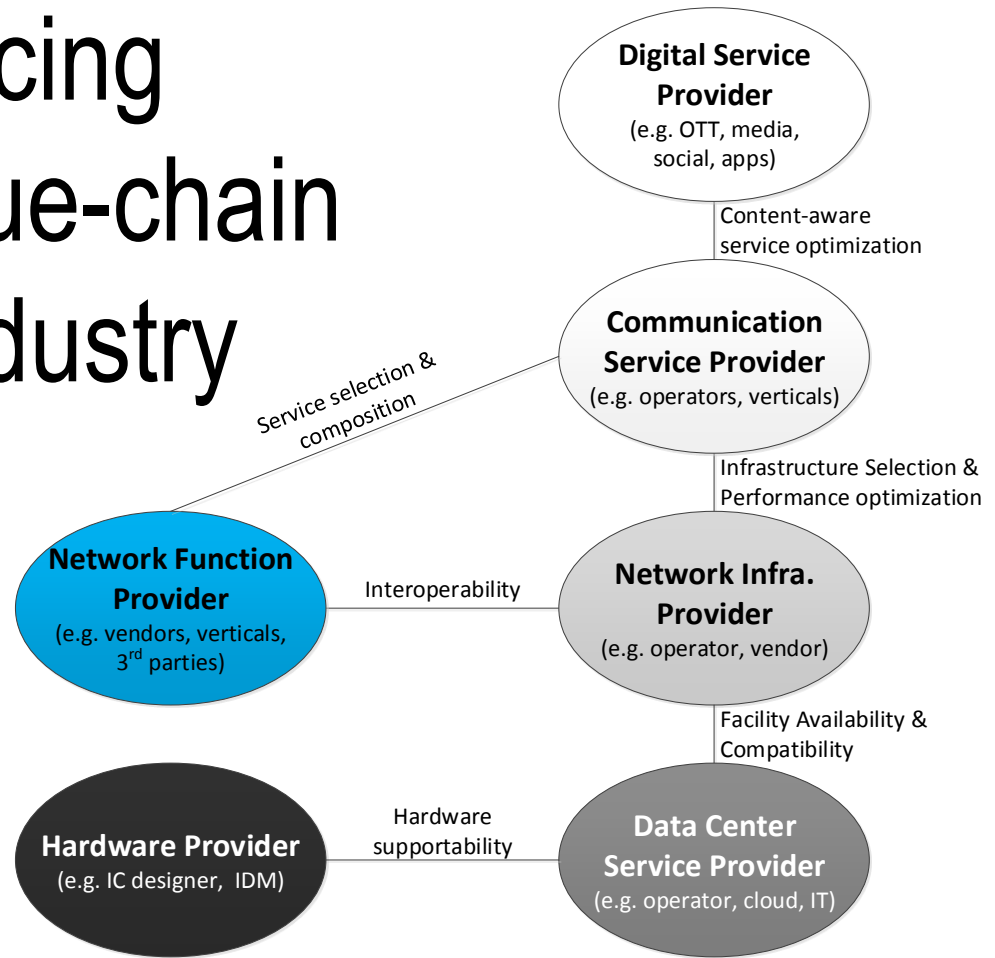 cing
ue-chain
dustry
Digital Service
Provider
(e.g. OTT, media,
social, apps)
Content-aware
service optimization
Communication
Service Provider
(e.g. operators, verticals)
Service selection &
composition
Infrastructure Selection &
Performance optimization
Network Function
Provider
(e.g. vendors, verticals,
3rd parties)
Interoperability
Network Infra.
Provider
(e.g. operator, vendor)
Facility Availability &
Compatibility
Hardware Provider
(e.g. IC designer, IDM)
Hardware
supportability
Data Center
Service Provider
(e.g. operator, cloud, IT)